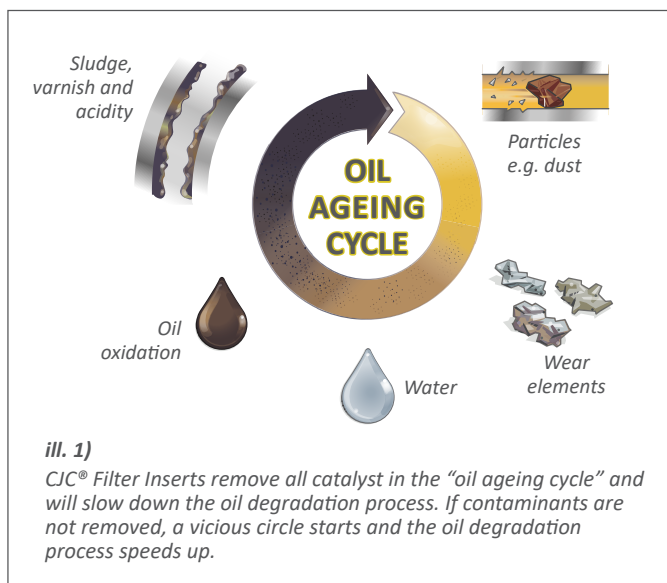 Sludge,
varnish and
acidity
OIL
AGEING
CYCLE
Particles
e.g. dust
Wear
elements
Water
Oil
oxidation
ill. 1)
CJC® Filter Inserts remove all catalyst in the “oil ageing cycle” and
will slow down the oil degradation process. If contaminants are
not removed, a vicious circle starts and the oil degradation
process speeds up.